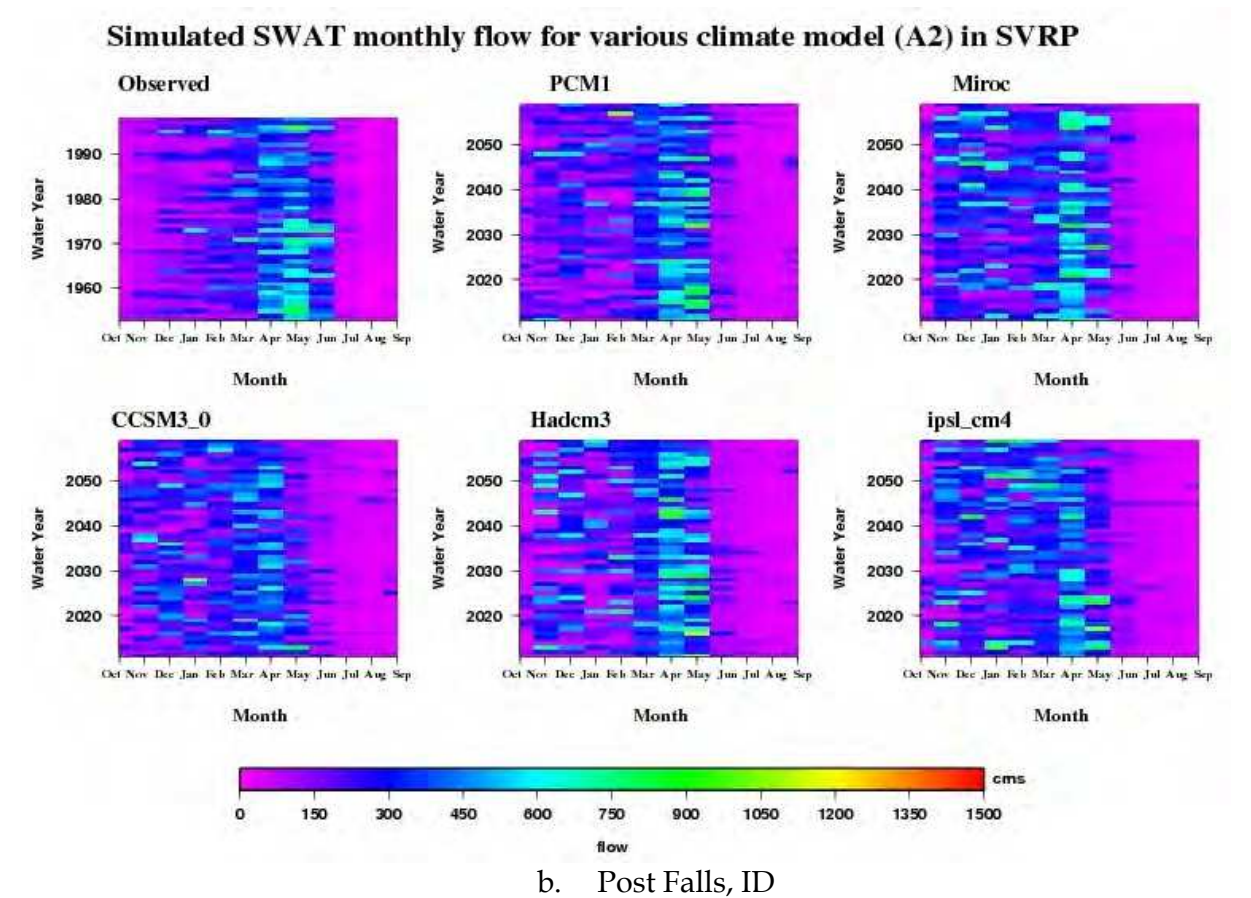 Simulated SWAT monthly flow for various climate model (A2) in SVRP
Observed
PCM1
Miroc
Water Year
1990
1980
1970
1960
Water Year
2050
2040
2030
2020
Water Year
2050
2040
2030
2020
Oct Nov Dec Jan Feb Mar Apr May Jun Jul Aug Sep
Oct Nov Dec Jan Feb Mar Apr May Jun Jul Aug Sep
Oct Nov Dec Jan Feb Mar Apr May Jun Jul Aug Sep
Month
Month
Month
CCSM3_0
Hadcm3
ipsl_cm4
Water Year
2050
2040
2030
2020
Water Year
2050
2040
2030
2020
Water Year
2050
2040
2030
2020
Oct Nov Dec Jan Feb Mar Apr May Jun Jul Aug Sep
Oct Nov Dec Jan Feb Mar Apr May Jun Jul Aug Sep
Oct Nov Dec Jan Feb Mar Apr May Jun Jul Aug Sep
Month
Month
Month
cms
0 150 300 450 600 750 900 1050 1200 1350 1500
flow
b. Post Falls, ID